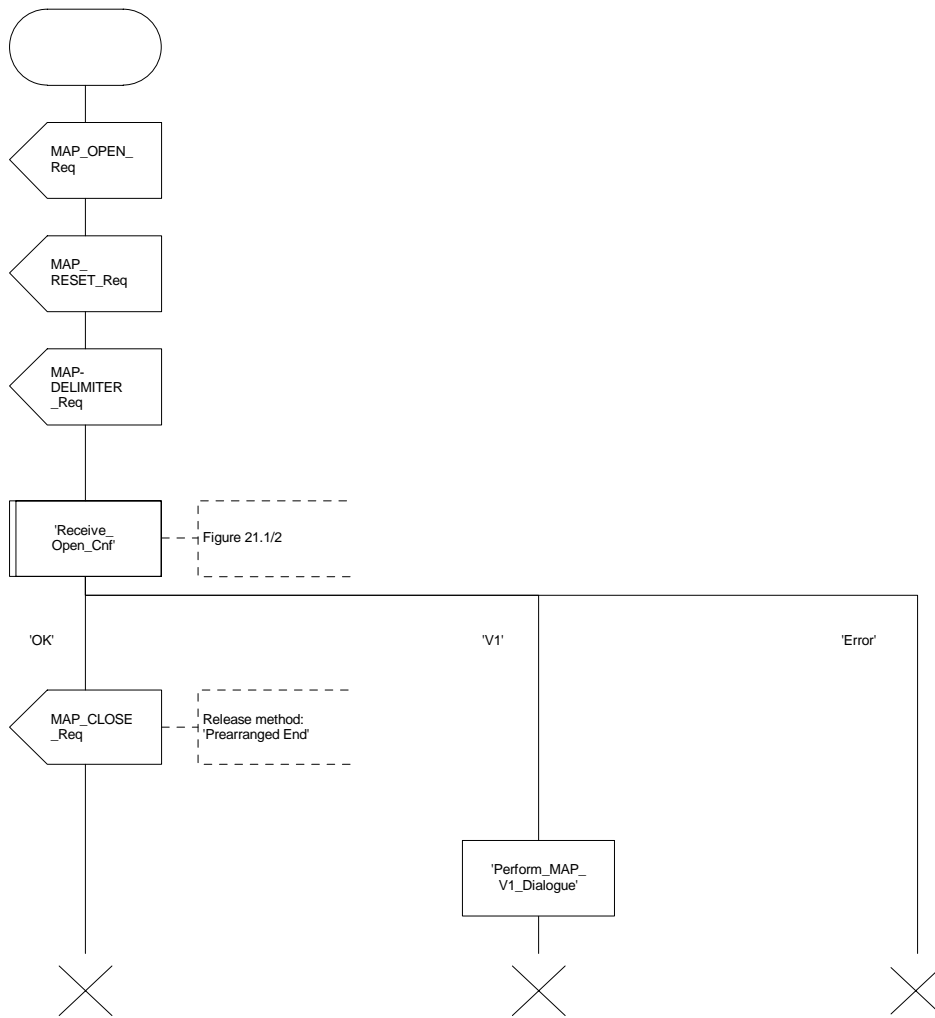 MAP_OPEN_
Req
MAP_
RESET_Req
MAP-
DELIMITER
_Req
'Receive_
Open_Cnf'
Figure 21.1/2
'OK'
'V1'
'Error'
MAP_CLOSE
_Req
Release method:
'Prearranged End'
'Perform_MAP_
V1_Dialogue'